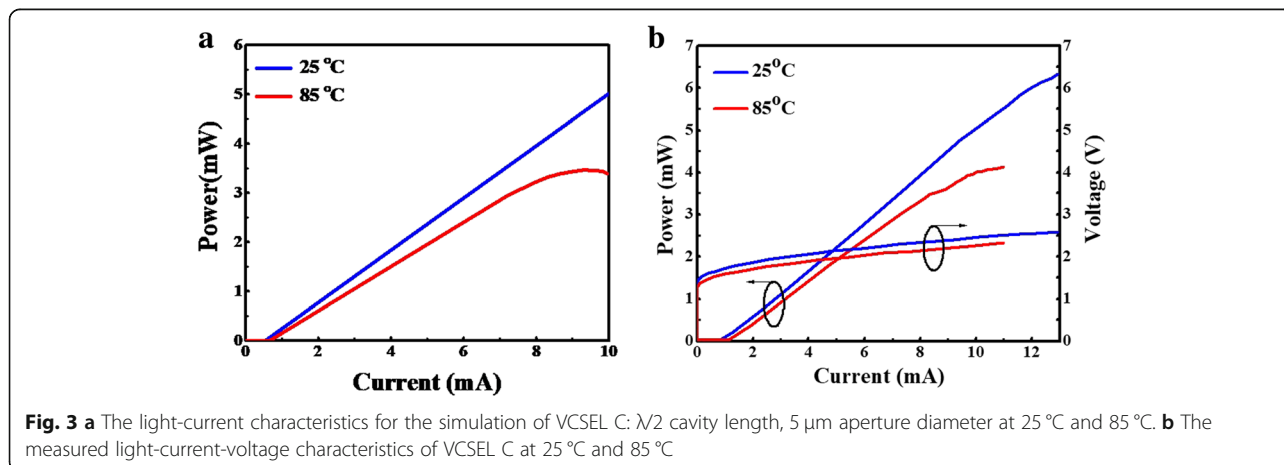 a
6
5
4
3
2
1
0
Power(mW)
25 °C
85 °C
0 2 4 6 8 10
Current (mA)
b
7
6
5
4
3
2
1
0
Power (mW)
25⁰C
85⁰C
7
6
5
4
3
2
1
0
Voltage (V)
0 2 4 6 8 10 12
Current (mA)
Fig. 3 a The light-current characteristics for the simulation of VCSEL C: λ/2 cavity length, 5 μm aperture diameter at 25 °C and 85 °C. b The
measured light-current-voltage characteristics of VCSEL C at 25 °C and 85 °C